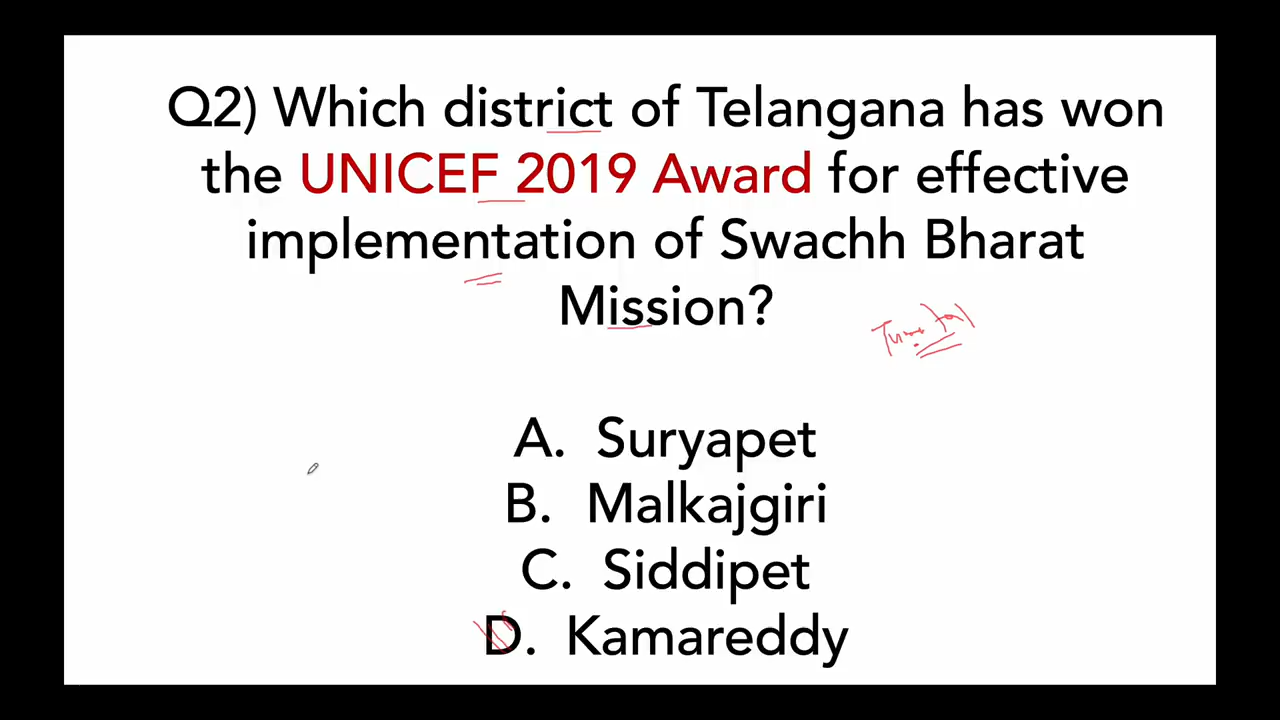 Q2) Which district of Telangana has won
the UNICEF 2019 Award for effective
implementation of Swachh Bharat
Mission?
A. Suryapet
B. Malkajgiri
C. Siddipet
D. Kamareddy